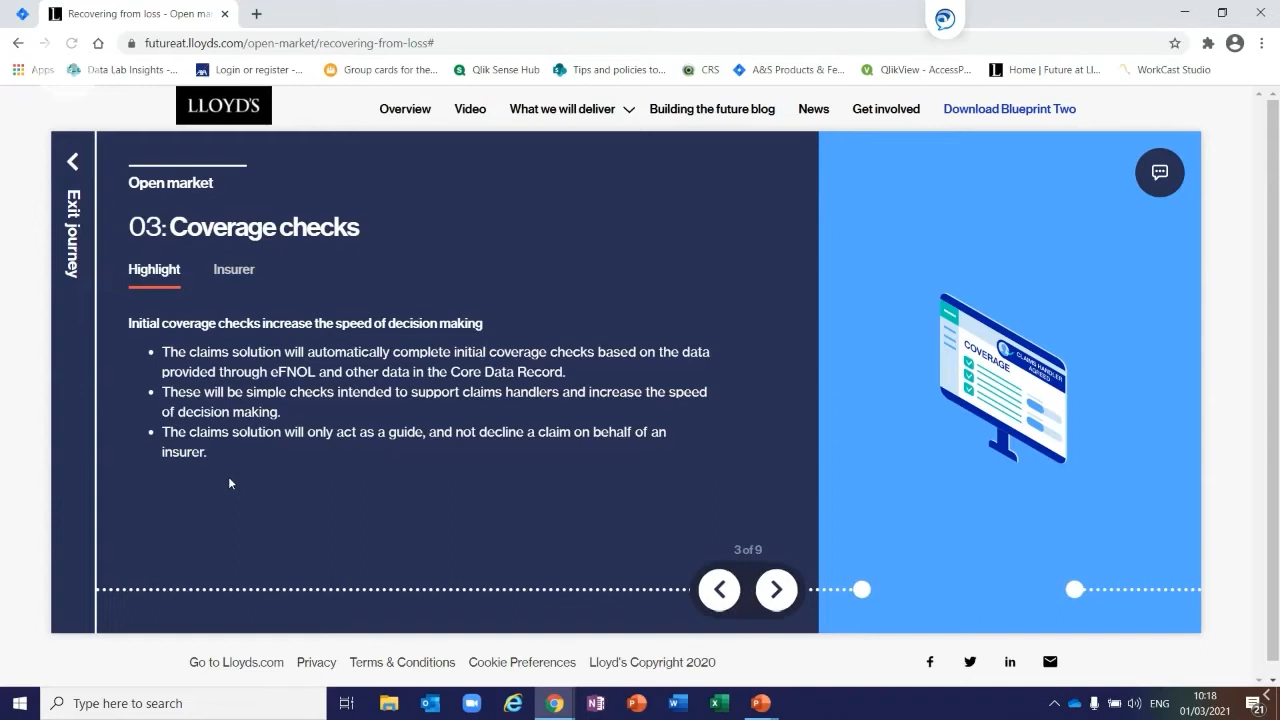 Recovering from loss - Open ma
futureat.lloyds.com/open-market/recovering-from-loss#
Apps
Data Lab Insights -...
Login or register -...
Group cards for the...
Qlik Sense Hub
Tips and policies to...
CRS
A&S Products & Fe...
QlikView - AccessP...
Home | Future at Ll...
WorkCast Studio
LLOYD'S
Overview
Video
What we will deliver
Building the future blog
News
Get involved
Download Blueprint Two
Exit journey
Open market
03: Coverage checks
Highlight
Insurer
Initial coverage checks increase the speed of decision making
• The claims solution will automatically complete initial coverage checks based on the data
provided through eFNOL and other data in the Core Data Record.
• These will be simple checks intended to support claims handlers and increase the speed
of decision making.
• The claims solution will only act as a guide, and not decline a claim on behalf of an
insurer.
COVERAGE
CLAIMS HANDLER
AGREED
3 of 9
Go to Lloyds.com
Privacy
Terms & Conditions
Cookie Preferences
Lloyd's Copyright 2020
Type here to search
ENG
10:18
01/03/2021
21